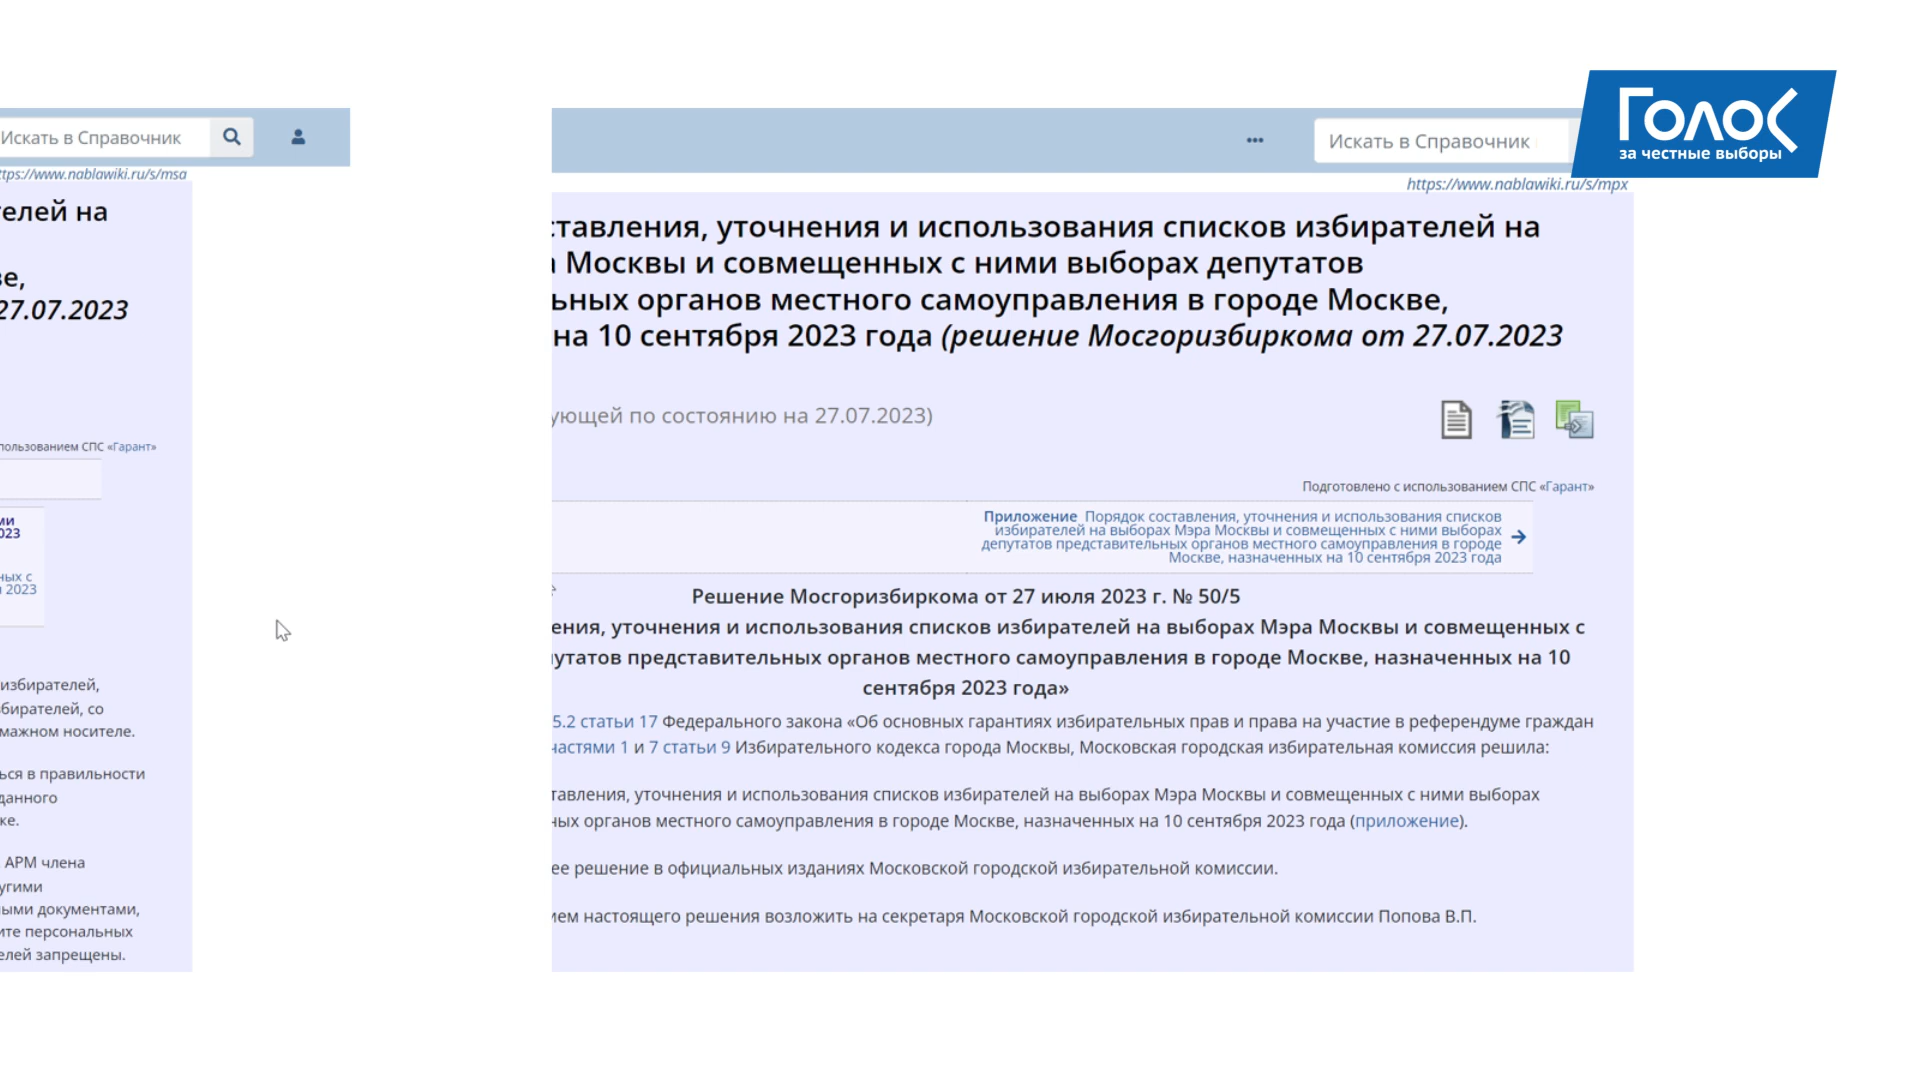 Искать в Справочник
ttps://www.nablawiki.ru/s/msa
телей на
ве,
27.07.2023
пользованием СПС «Гарант»
ми
023
ных с
я 2023
избирателей,
бирателей, со
мажном носителе.
ься в правильности
данного
ке.
АРМ члена
угими
ными документами,
ите персональных
елей запрещены.
Голос
за честные выборы
Искать в Справочник
https://www.nablawiki.ru/s/mpx
ставления, уточнения и использования списков избирателей на
а Москвы и совмещенных с ними выборах депутатов
ьных органов местного самоуправления в городе Москве,
на 10 сентября 2023 года (решение Мосгоризбиркома от 27.07.2023
ующей по состоянию на 27.07.2023)
Подготовлено с использованием СПС «Гарант»
Приложение Порядок составления, уточнения и использования списков
избирателей на выборах Мэра Москвы и совмещенных с ними выборах
депутатов представительных органов местного самоуправления в городе
Москве, назначенных на 10 сентября 2023 года
Решение Мосгоризбиркома от 27 июля 2023 г. № 50/5
ения, уточнения и использования списков избирателей на выборах Мэра Москвы и совмещенных с
путатов представительных органов местного самоуправления в городе Москве, назначенных на 10
сентября 2023 года»
5.2 статьи 17 Федерального закона «Об основных гарантиях избирательных прав и права на участие в референдуме граждан
частями 1 и 7 статьи 9 Избирательного кодекса города Москвы, Московская городская избирательная комиссия решила:
тавления, уточнения и использования списков избирателей на выборах Мэра Москвы и совмещенных с ними выборах
ных органов местного самоуправления в городе Москве, назначенных на 10 сентября 2023 года (приложение).
ее решение в официальных изданиях Московской городской избирательной комиссии.
ием настоящего решения возложить на секретаря Московской городской избирательной комиссии Попова В.П.